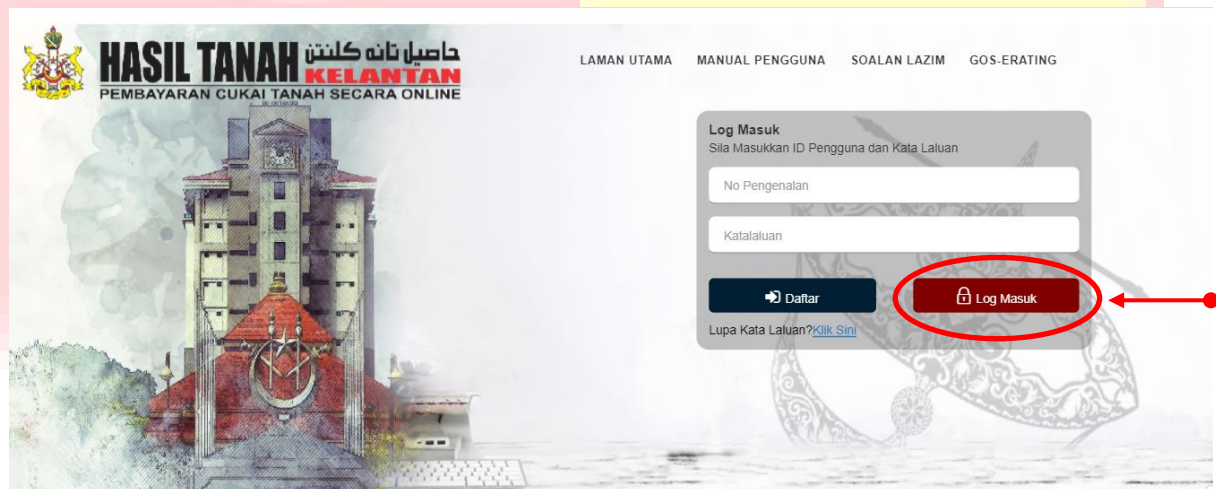 HASIL TANAH حاصيل تانه كلنتن
KELANTAN
PEMBAYARAN CUKAI TANAH SECARA ONLINE
LAMAN UTAMA MANUAL PENGGUNA SOALAN LAZIM GOS-ERATING
Log Masuk
Sila Masukkan ID Pengguna dan Kata Laluan
No Pengenalan
Katalaluan
Daftar Log Masuk
Lupa Kata Laluan?Klik Sini